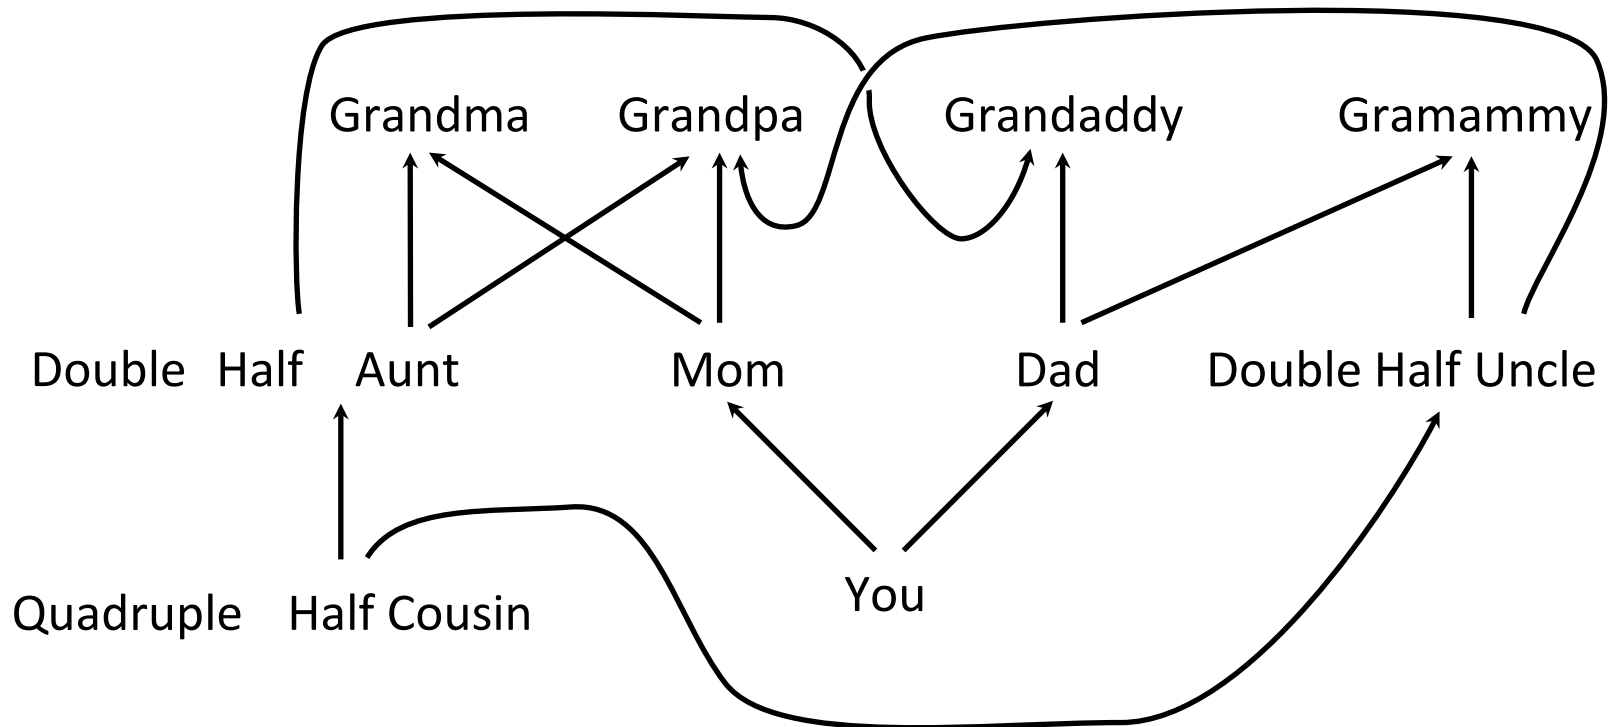 Grandma Grandpa Grandaddy Gramammy
Double Half Aunt Mom Dad Double Half Uncle
You
Quadruple Half Cousin